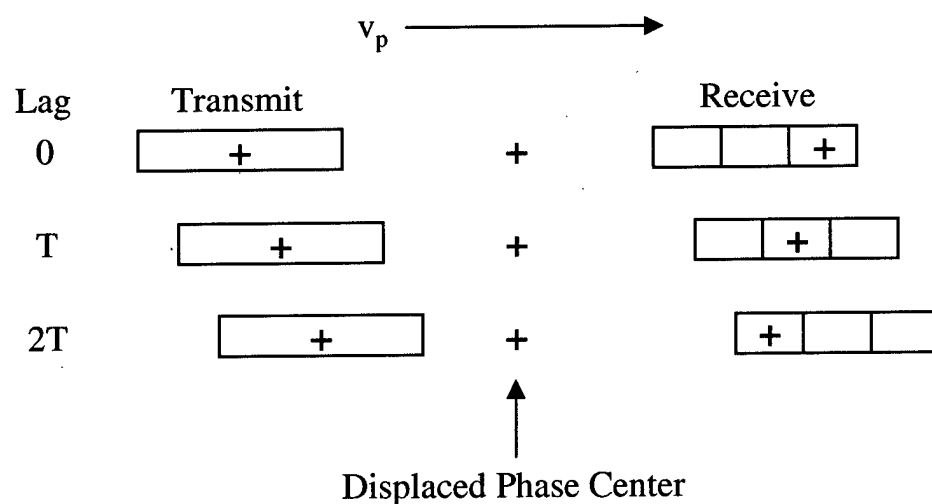 v_p
Lag Transmit Receive
0
T
2T
Displaced Phase Center